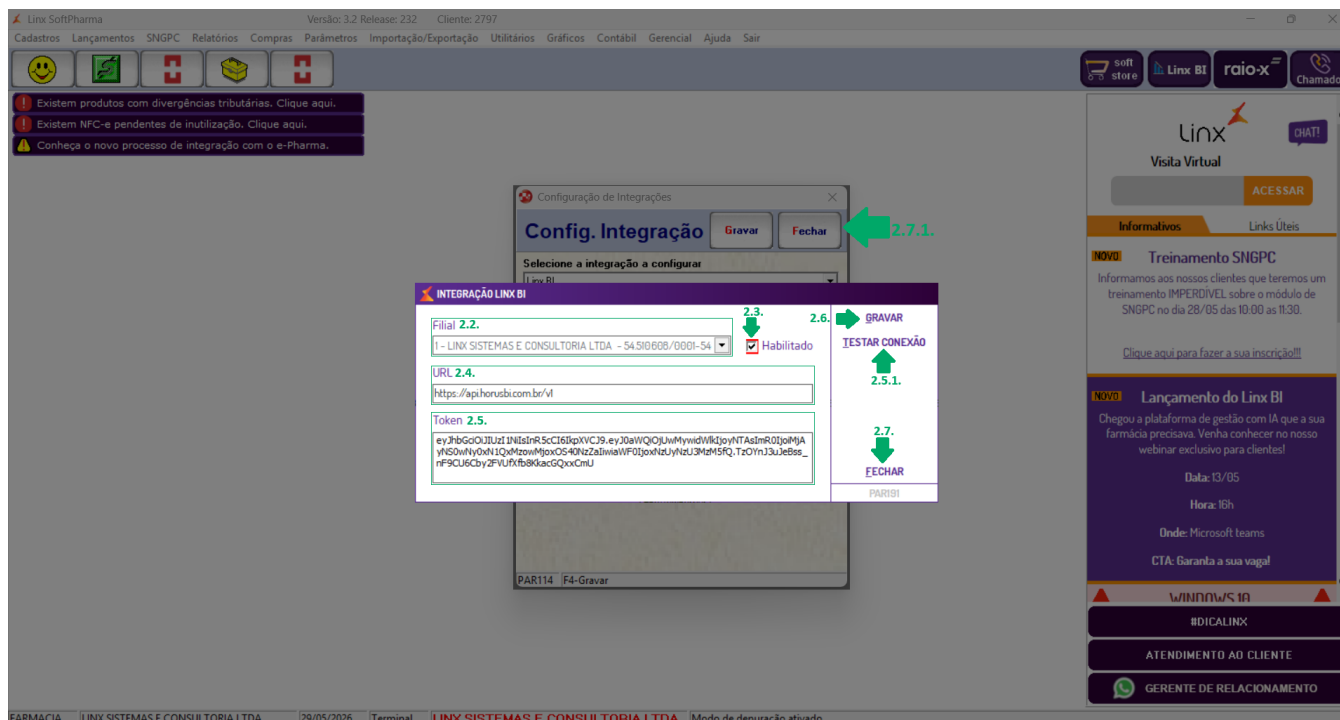 Linx SoftPharma Versão: 3.2 Release: 232 Cliente: 2797
Cadastros Lançamentos SNGPC Relatórios Compras Parâmetros Importação/Exportação Utilitários Gráficos Contábil Gerencial Ajuda Sair
soft store
Linx BI
raio-x
Chamado
Existem produtos com divergências tributárias. Clique aqui.
Existem NFC-e pendentes de inutilização. Clique aqui.
Conheça o novo processo de integração com o e-Pharma.
Linx
CHAT!
Visita Virtual
ACESSAR
Informativos Links Úteis
NOVO Treinamento SNGPC
Informamos aos nossos clientes que teremos um
treinamento IMPERDÍVEL sobre o módulo de
SNGPC no dia 28/05 das 10:00 as 11:30.
Clique aqui para fazer a sua inscrição!!!
NOVO Lançamento do Linx BI
Chegou a plataforma de gestão com IA que a sua
farmácia precisava. Venha conhecer no nosso
webinar exclusivo para clientes!
Data: 13/05
Hora: 16h
Onde: Microsoft teams
CTA: Garanta a sua vaga!
WINDOWS 10
#DICALINX
ATENDIMENTO AO CLIENTE
GERENTE DE RELACIONAMENTO
Configuração de Integrações
Config. Integração Gravar Fechar 2.7.1.
Selecione a integração a configurar
Linx BI
INTEGRAÇÃO LINX BI
Filial 2.2.
1 - LINX SISTEMAS E CONSULTORIA LTDA - 54.510608/0001-54
2.3.
Habilitado
2.6. GRAVAR
TESTAR CONEXÃO
2.5.1.
URL 2.4.
https://api.horusbi.com.br/v1
Token 2.5.
eyJhbGciOiJIUzI1NiIsInR5cCI6IkpXVCJ9.eyJ0aWQiOjUwMywidWlkIjoyNTAsImR0IjoiMjA
yNS0wNy0xN1QxMzowMjoxOS40NzZaIiwiaWF0IjoxNzUyNzU3MzM5fQ.TzOYnJ3uJeBss_
nF9CU6Cby2FVUfXfb8KkacGQxxCmU
2.7.
FECHAR
PAR191
PAR114 F4-Gravar
FARMACIA LINX SISTEMAS E CONSULTORIA LTDA 29/05/2026 Terminal LINX SISTEMAS E CONSULTORIA LTDA Modo de depuração ativado